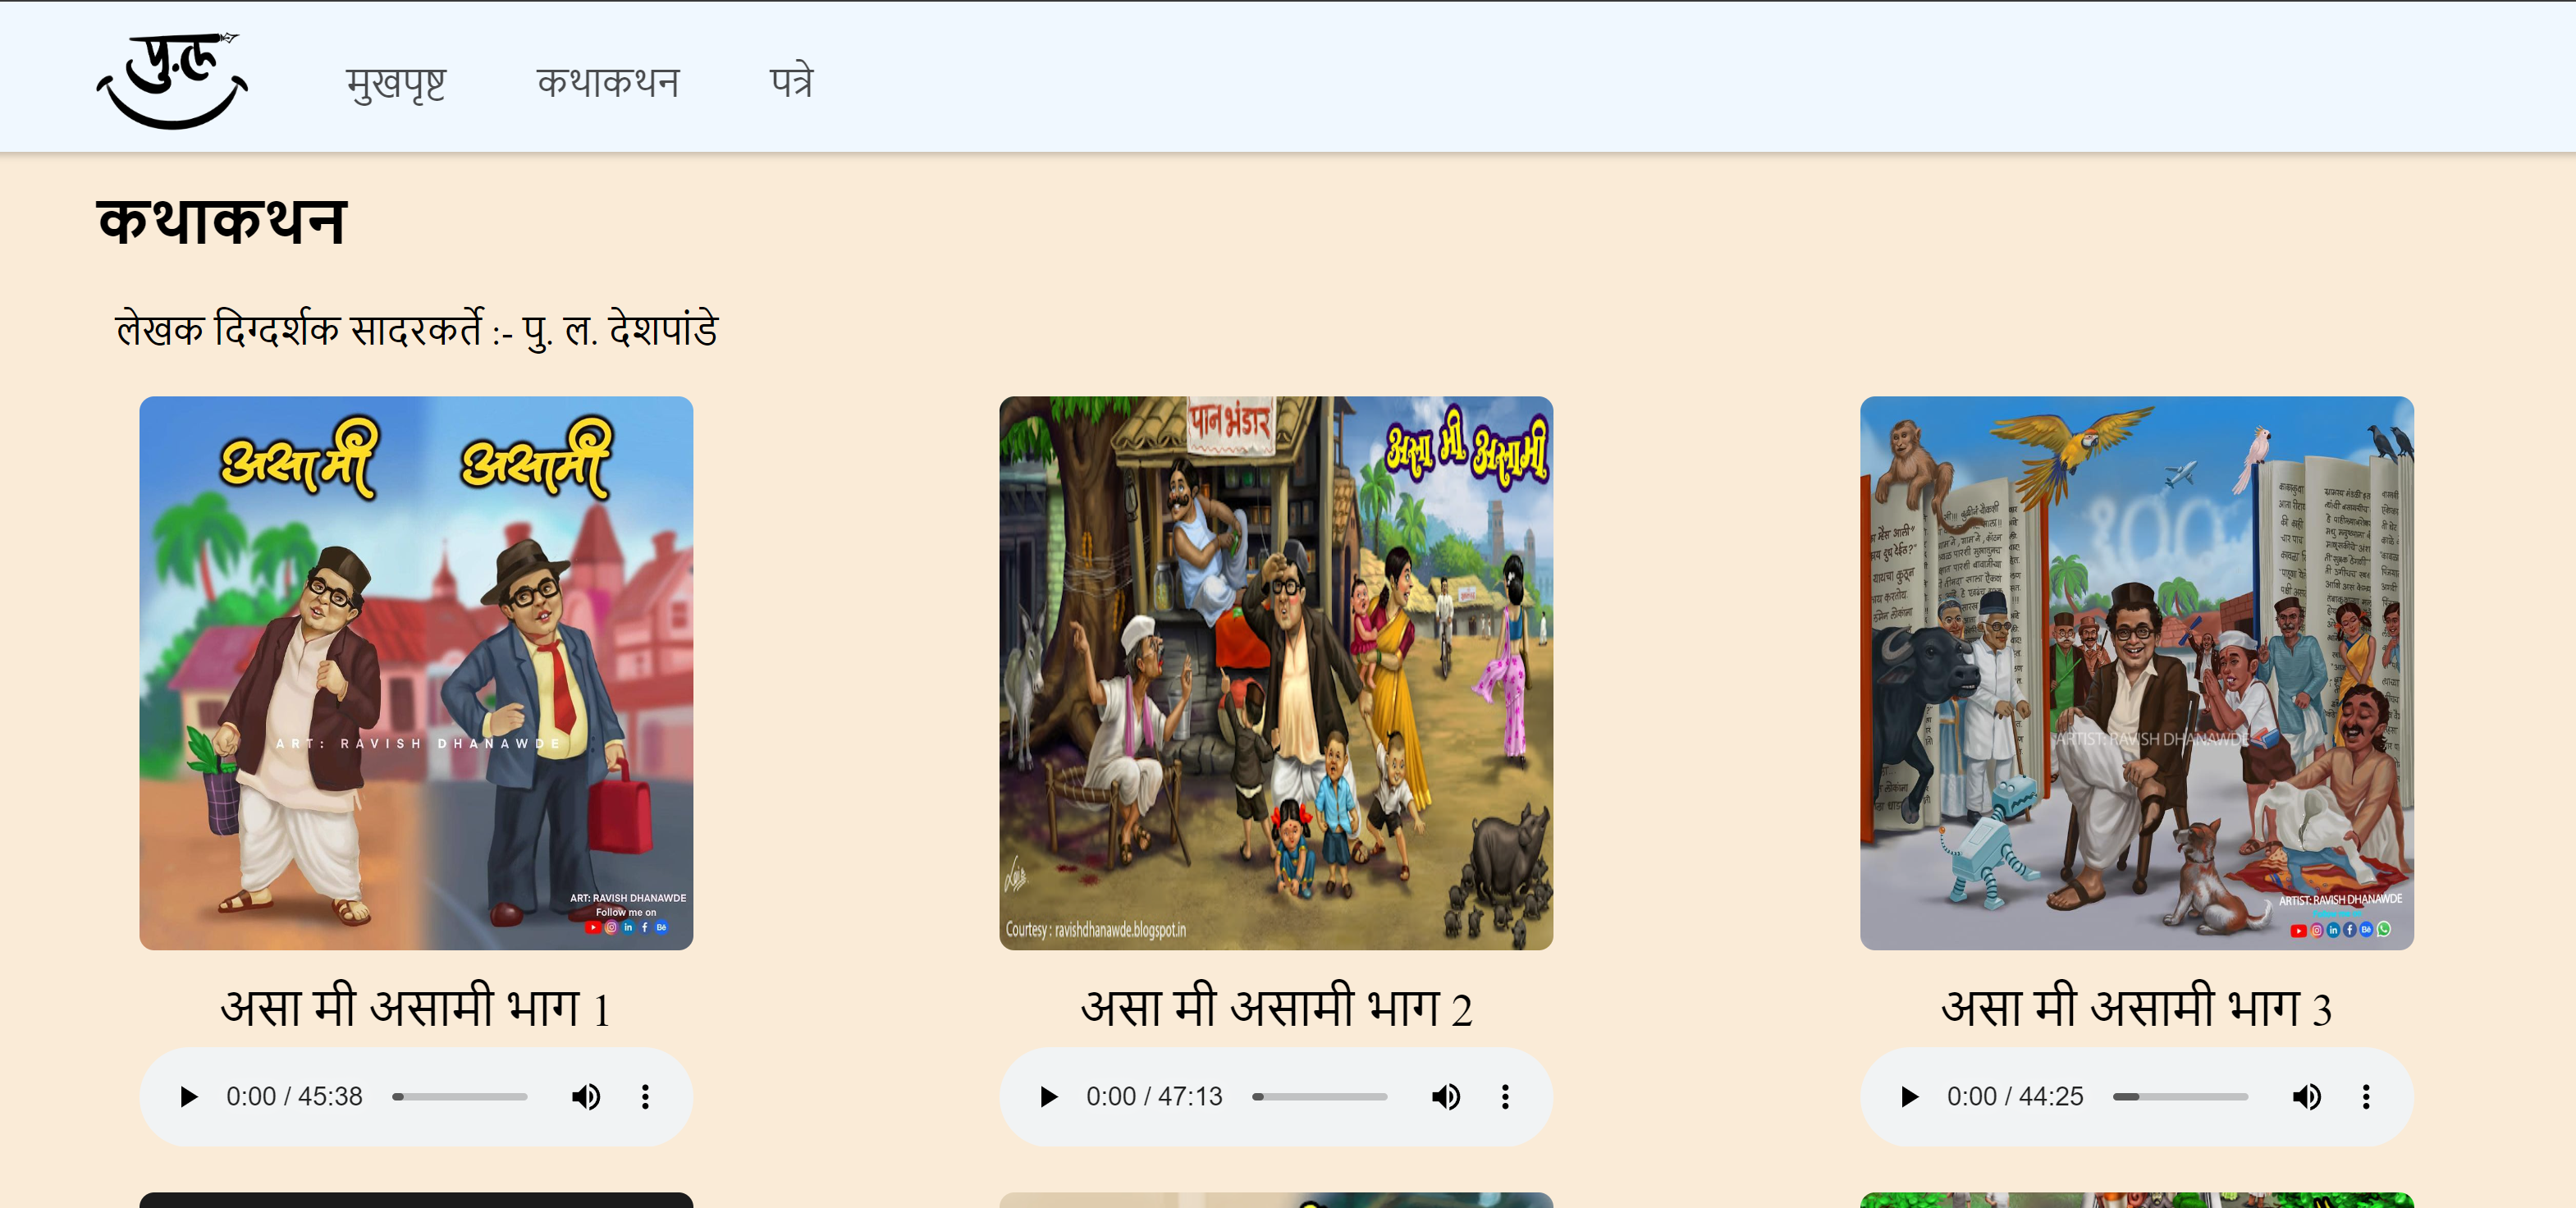 पु.ल
मुखपृष्ट कथाकथन पत्रे
कथाकथन
लेखक दिग्दर्शक सादरकर्ते :- पु. ल. देशपांडे
असा मी असामी
ART: RAVISH DHANAWDE
ART: RAVISH DHANAWDE
Follow me on
पान भंडार
असा मी असामी
Courtesy : ravishdhanawde.blogspot.in
१००
ARTIST: RAVISH DHANAWDE
ARTIST: RAVISH DHANAWDE
असा मी असामी भाग 1
असा मी असामी भाग 2
असा मी असामी भाग 3
0:00 / 45:38
0:00 / 47:13
0:00 / 44:25